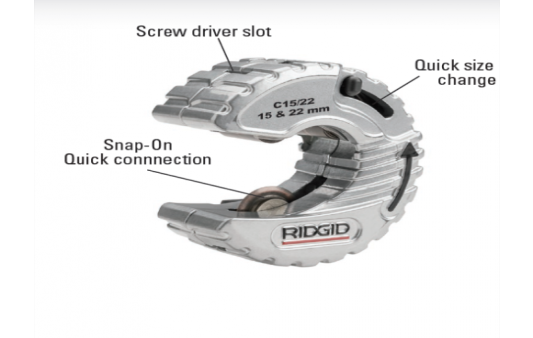 Screw driver slot
Quick size
change
C15/22
15 & 22 mm
Snap-On
Quick connnection
RIDGID